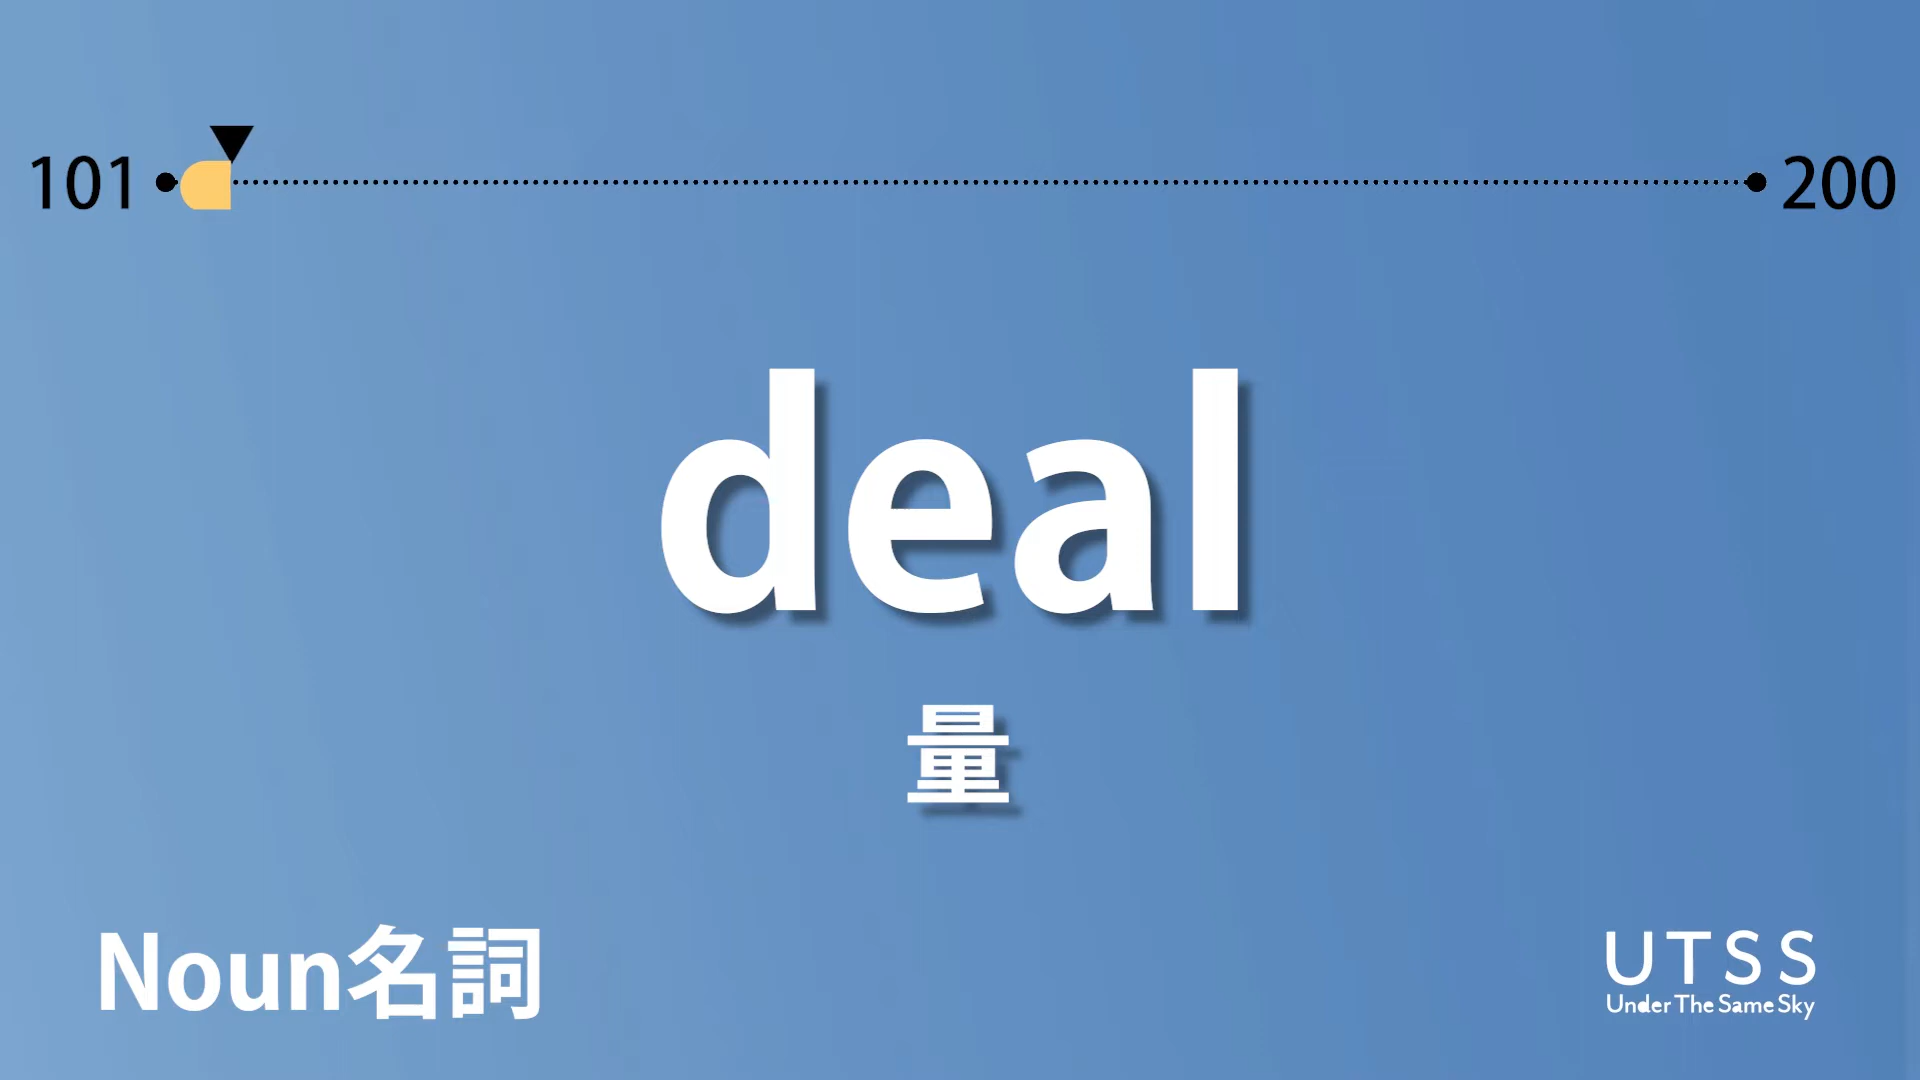 101 200
deal
量
Noun名詞
UTSS
Under The Same Sky